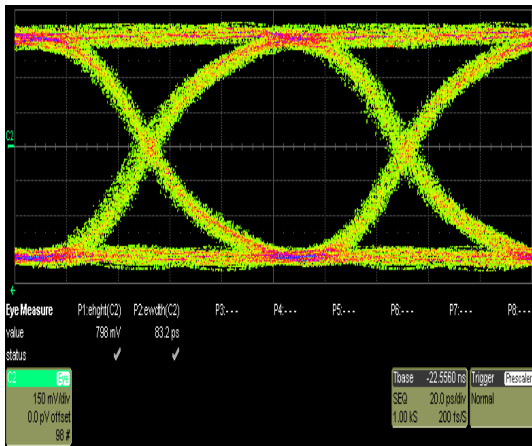 C2
Eye Measure P1:ehght(C2) P2:ewdth(C2) P3:--- P4:--- P5:--- P6:--- P7:--- P8:---
value 798 mV 83.2 ps
status
C2 Eye
150 mV/div
0.0 pV offset
98 #
Tbase -22.5560 ns
SEQ 20.0 ps/div
1.00 kS 200 fs/S
Trigger Prescaler
Normal